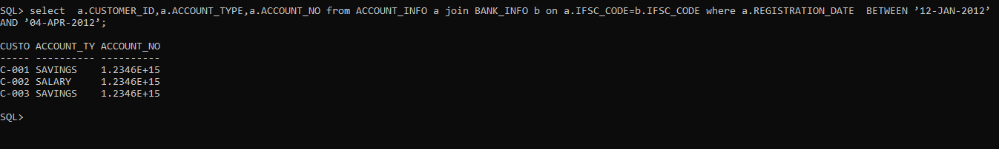 SQL> select  a.CUSTOMER_ID,a.ACCOUNT_TYPE,a.ACCOUNT_NO from ACCOUNT_INFO a join BANK_INFO b on a.IFSC_CODE=b.IFSC_CODE where a.REGISTRATION_DATE  BETWEEN ’12-JAN-2012’
AND ’04-APR-2012’;
CUSTO ACCOUNT_TY ACCOUNT_NO
----- ---------- ----------
C-001 SAVINGS    1.2346E+15
C-002 SALARY     1.2346E+15
C-003 SAVINGS    1.2346E+15
SQL>